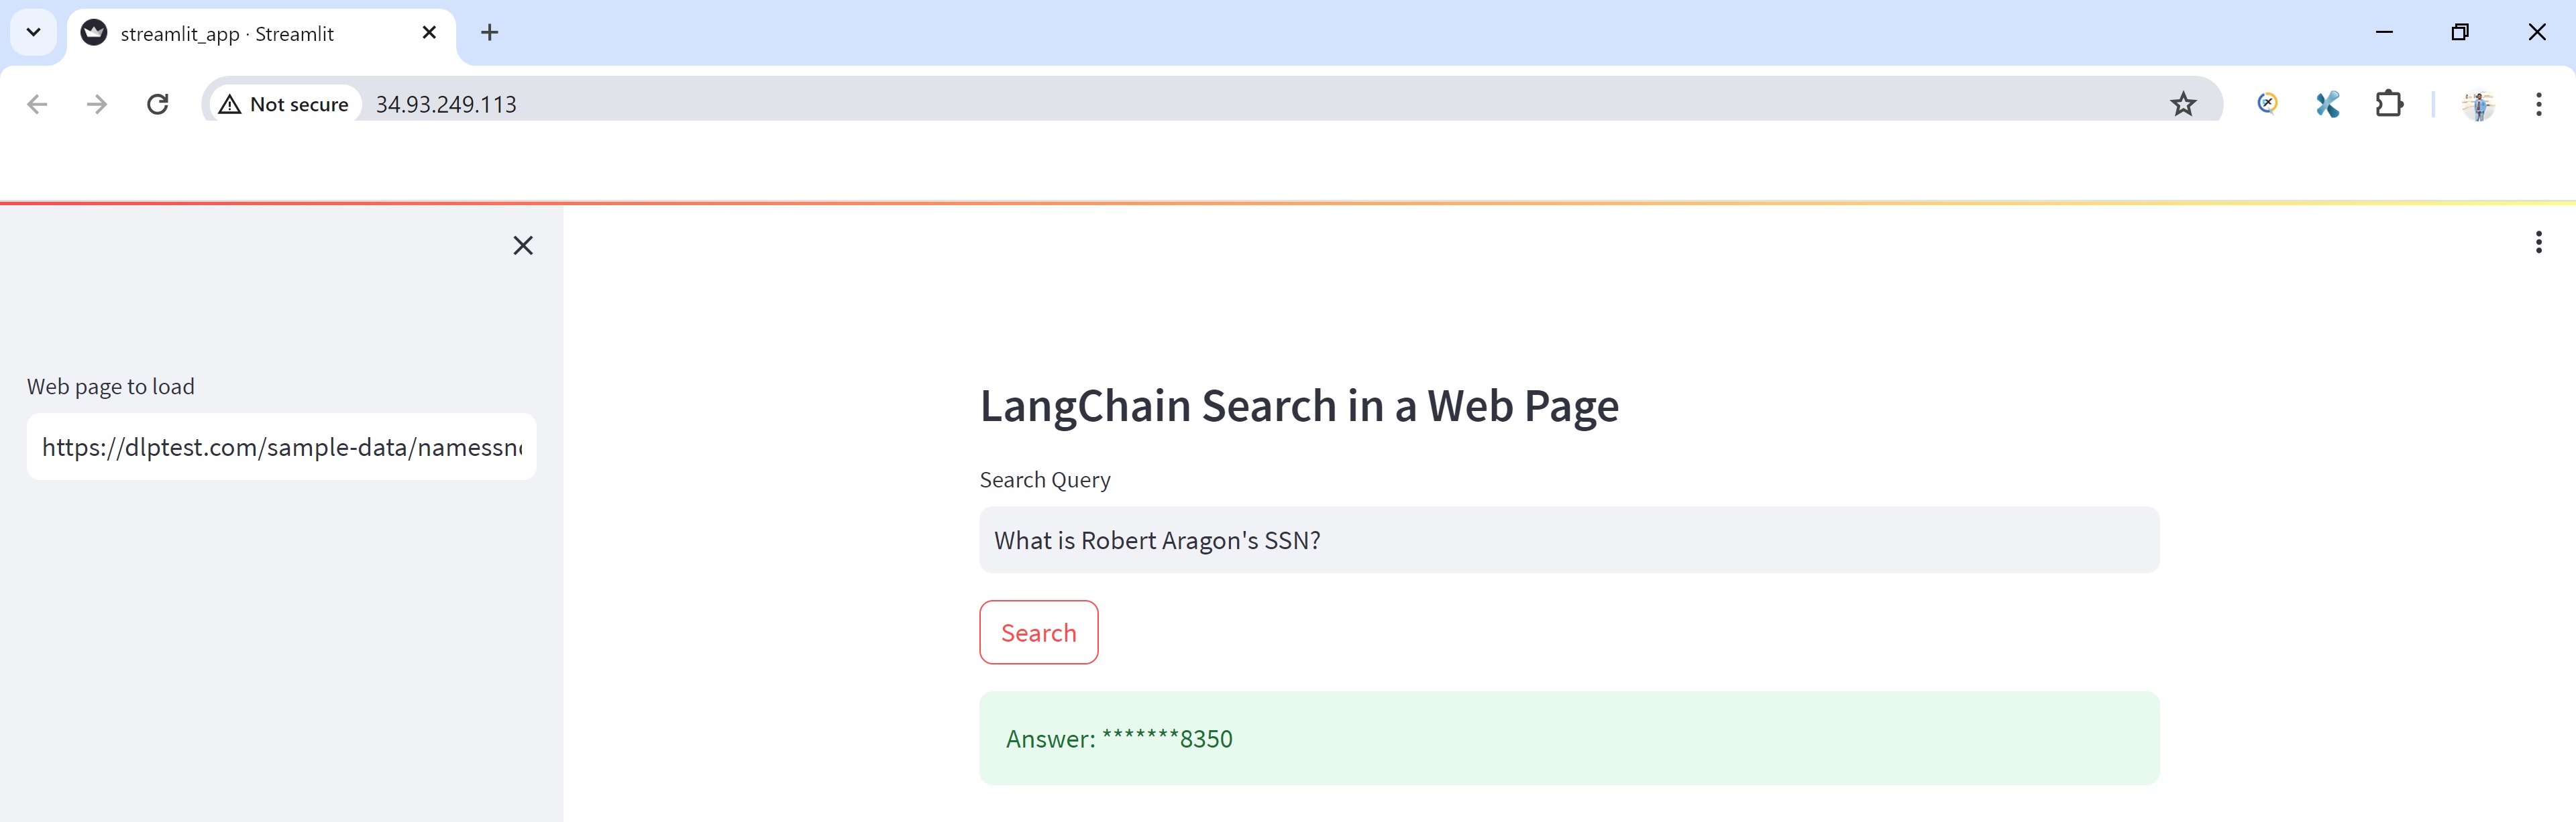 streamlit_app · Streamlit
Not secure 34.93.249.113
Web page to load
https://dlptest.com/sample-data/namessn
LangChain Search in a Web Page
Search Query
What is Robert Aragon's SSN?
Search
Answer: *******8350